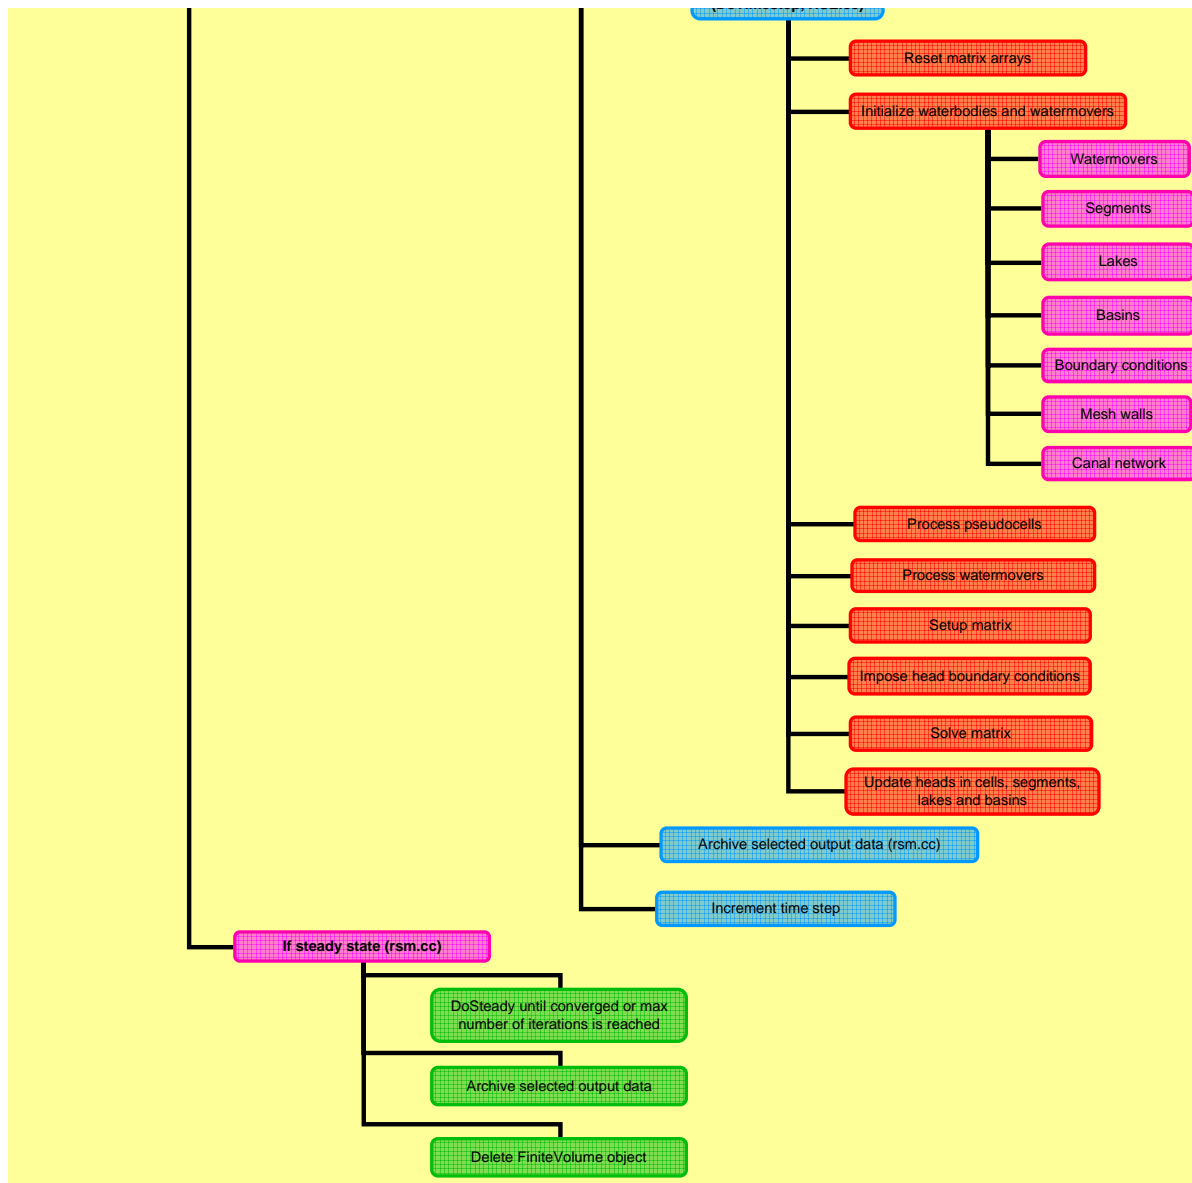 Reset matrix arrays
Initialize waterbodies and watermovers
Watermovers
Segments
Lakes
Basins
Boundary conditions
Mesh walls
Canal network
Process pseudocells
Process watermovers
Setup matrix
Impose head boundary conditions
Solve matrix
Update heads in cells, segments,
lakes and basins
Archive selected output data (rsm.cc)
Increment time step
If steady state (rsm.cc)
DoSteady until converged or max
number of iterations is reached
Archive selected output data
Delete FiniteVolume object